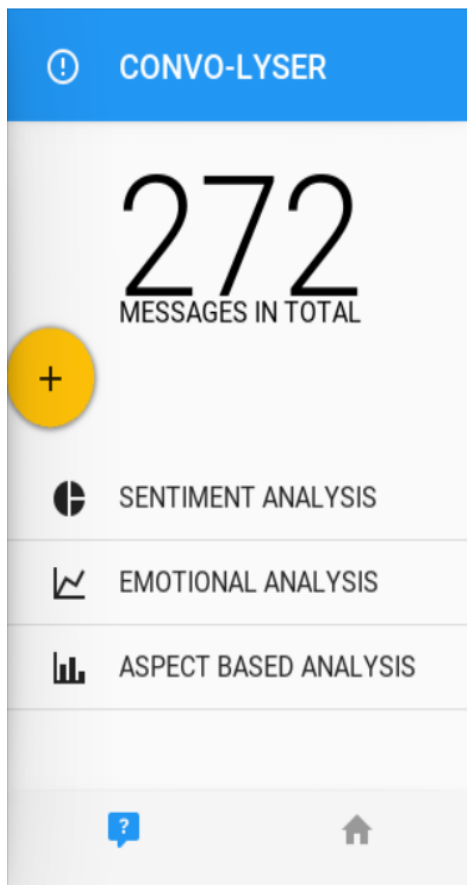 CONVO-LYSER
272
MESSAGES IN TOTAL
+
SENTIMENT ANALYSIS
EMOTIONAL ANALYSIS
ASPECT BASED ANALYSIS
?